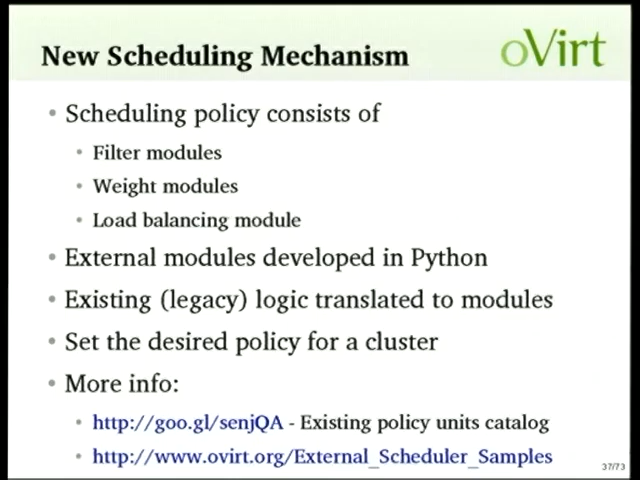 New Scheduling Mechanism
oVirt
• Scheduling policy consists of
• Filter modules
• Weight modules
• Load balancing module
• External modules developed in Python
• Existing (legacy) logic translated to modules
• Set the desired policy for a cluster
• More info:
• http://goo.gl/senjQA - Existing policy units catalog
• http://www.ovirt.org/External_Scheduler_Samples
37/73